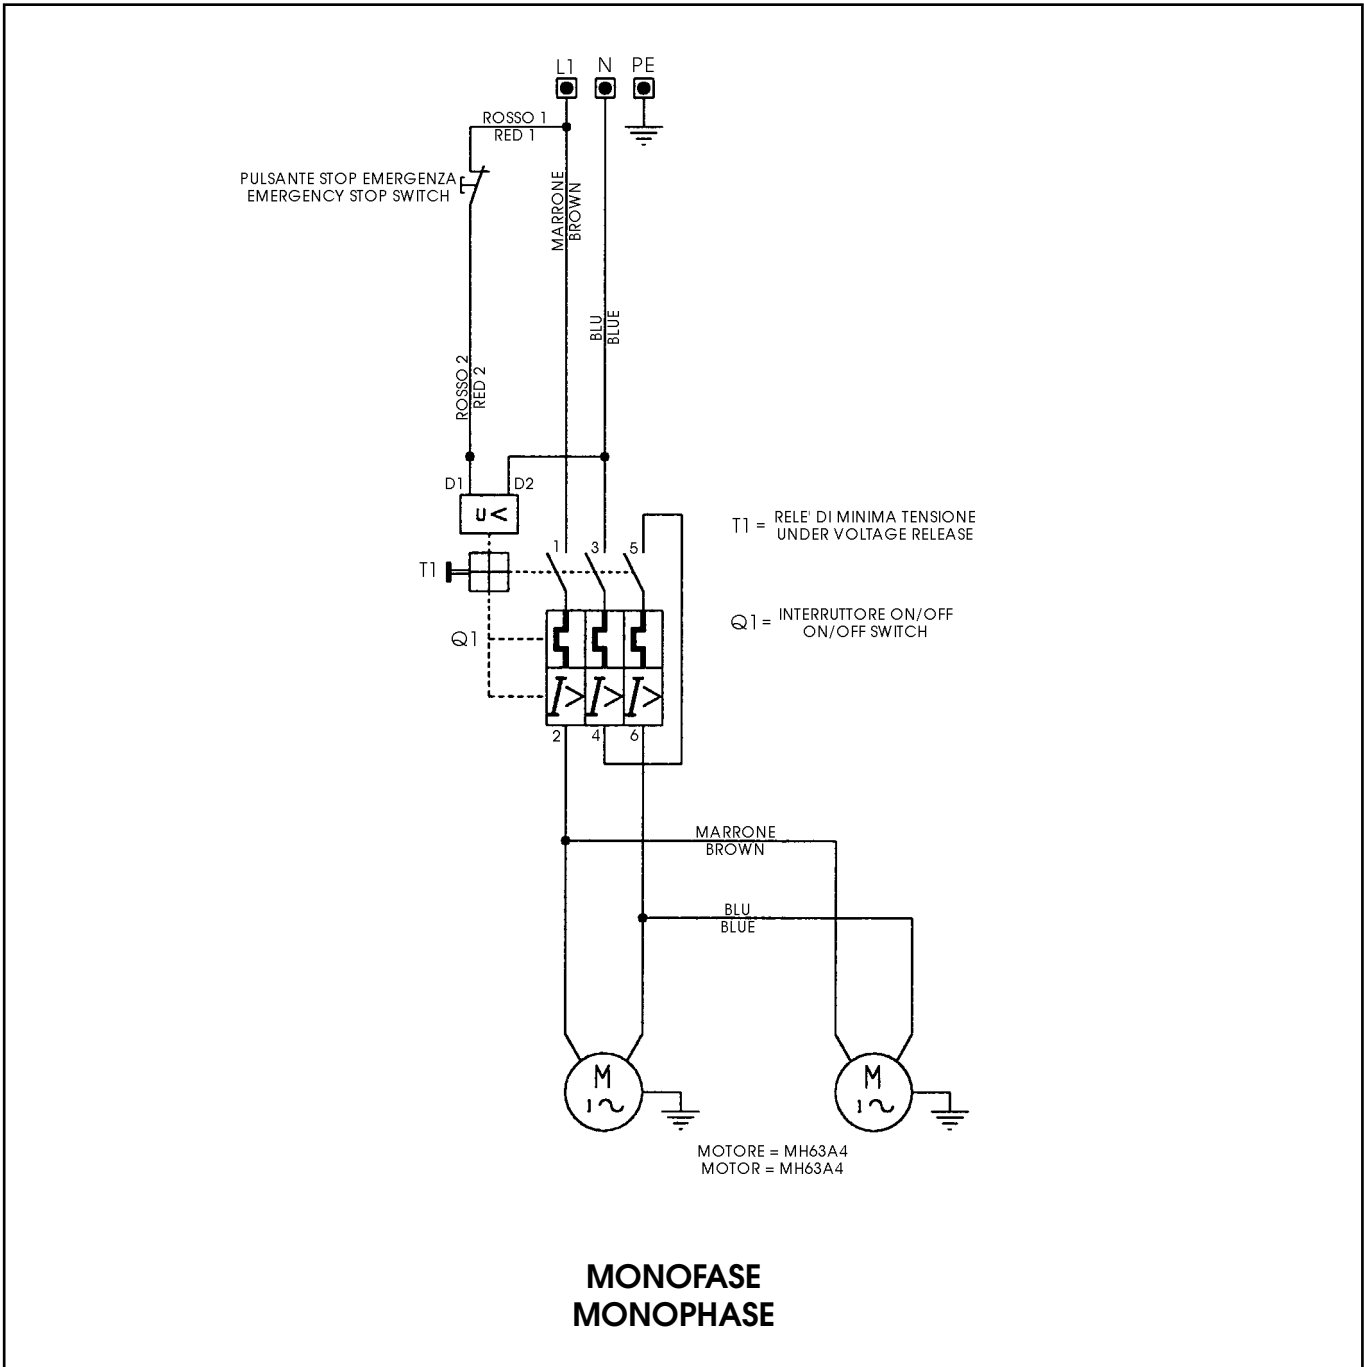 L1 N PE
ROSSO 1
RED 1
PULSANTE STOP EMERGENZA
EMERGENCY STOP SWITCH
MARRONE
BROWN
BLU
BLUE
ROSSO 2
RED 2
D1 D2
U<
T1
1 3 5
T1 = RELE' DI MINIMA TENSIONE
UNDER VOLTAGE RELEASE
Q1
Q1 = INTERRUTTORE ON/OFF
ON/OFF SWITCH
I> I> I>
2 4 6
MARRONE
BROWN
BLU
BLUE
M
1~
M
1~
MOTORE = MH63A4
MOTOR = MH63A4
MONOFASE
MONOPHASE